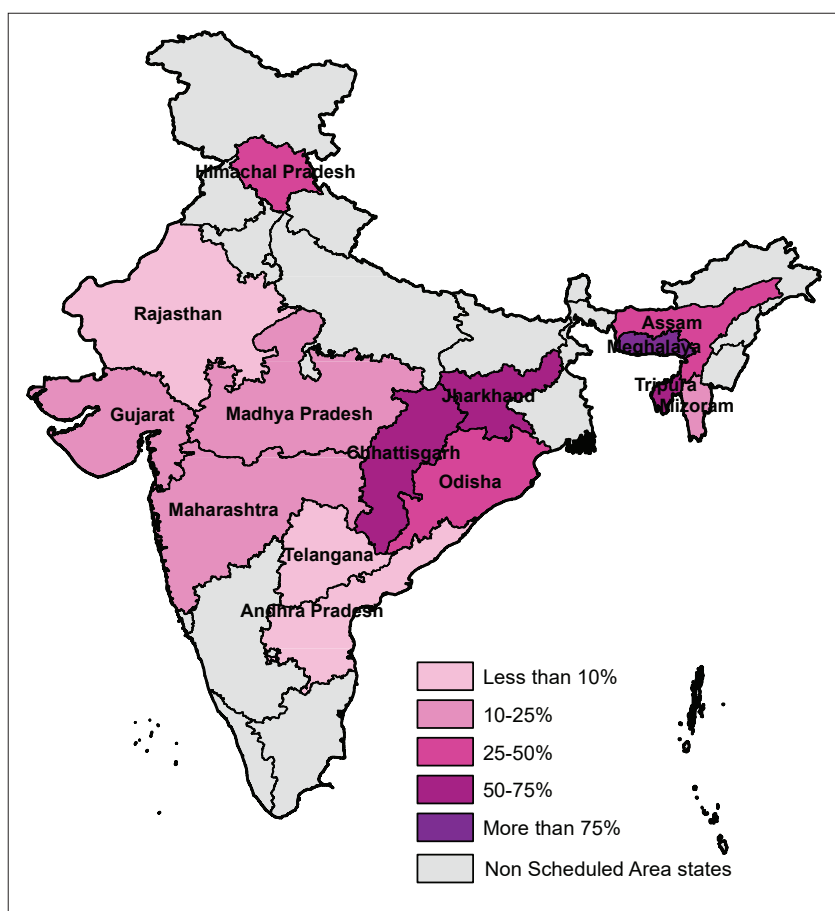 Himachal Pradesh
Rajasthan
Assam
Meghalaya
Tripura
Mizoram
Jharkhand
Gujarat
Madhya Pradesh
Chhattisgarh
Odisha
Maharashtra
Telangana
Andhra Pradesh
Less than 10%
10-25%
25-50%
50-75%
More than 75%
Non Scheduled Area states